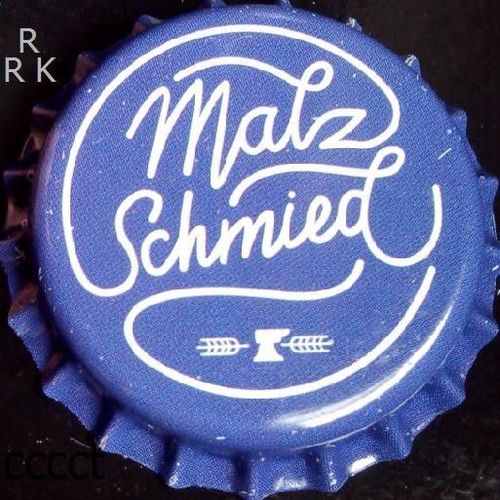 R
R K
Malz
Schmied
cccct